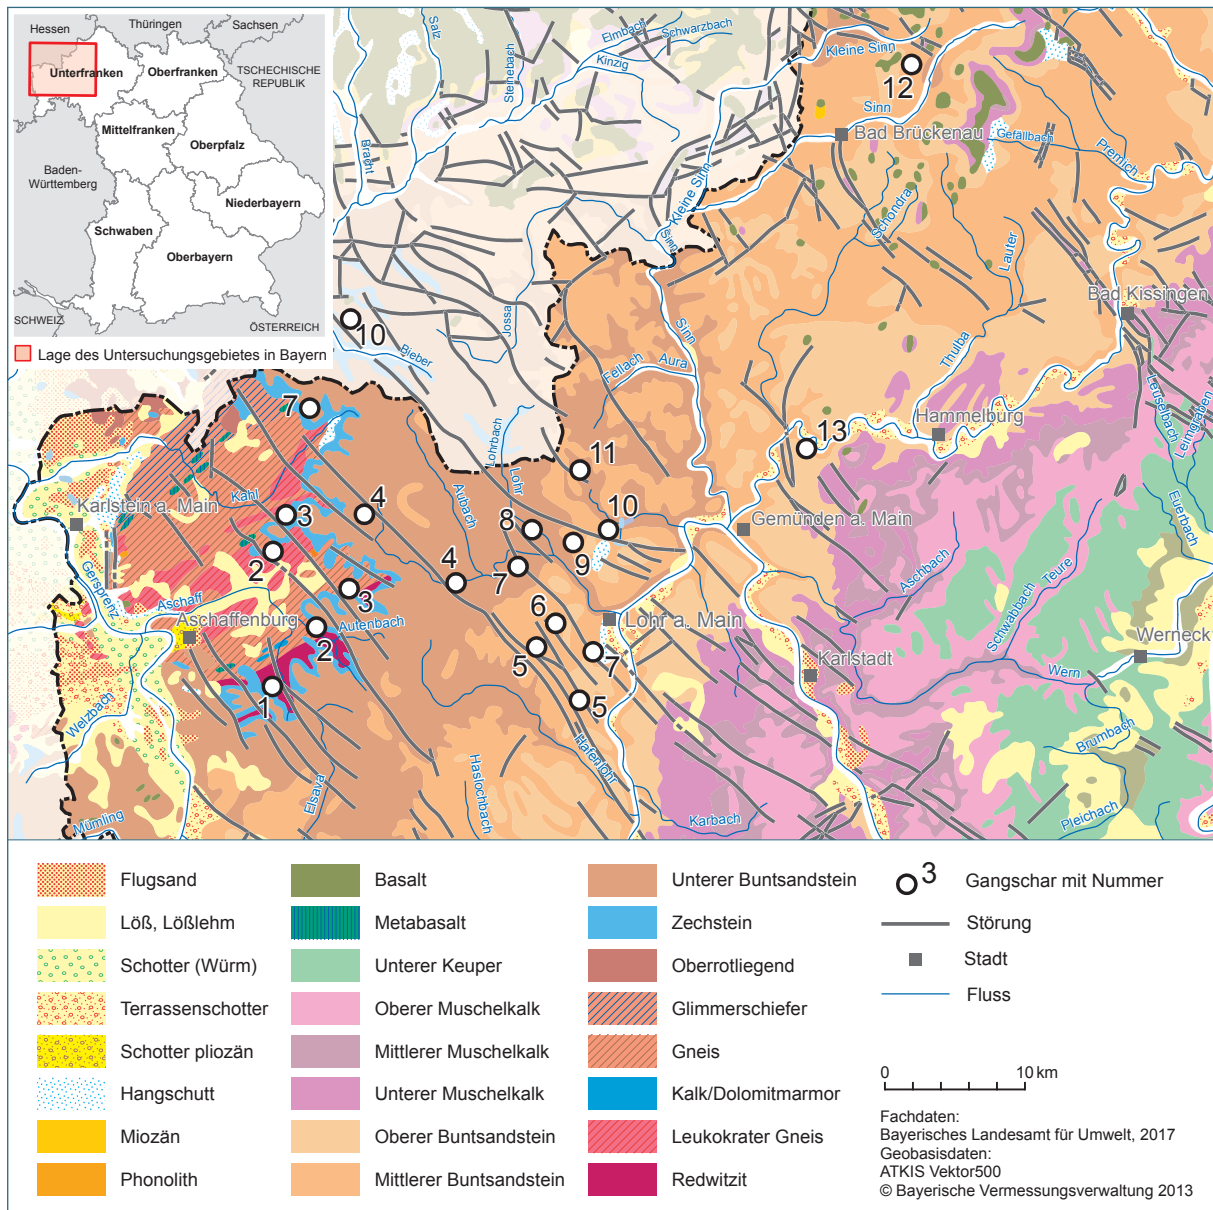 Hessen
Thüringen
Sachsen
Unterfranken
Oberfranken
TSCHECHISCHE
REPUBLIK
Mittelfranken
Oberpfalz
Baden-
Württemberg
Niederbayern
Schwaben
Oberbayern
SCHWEIZ
ÖSTERREICH
Lage des Untersuchungsgebietes in Bayern
Salz
Elmbach
Schwarzbach
Steinebach
Kinzig
Bracht
Kleine Sinn
12
Sinn
Bad Brückenau
Gefällbach
Premich
Kleine Sinn
Sinn
Schondra
Lauter
Bad Kissingen
10
Bieber
Jossa
Sinn
Fellach
Aura
Thulba
Leuselbach
Leimgraben
7
Hammelburg
13
Lohrbach
Lohr
11
Karlstein a. Main
Kahl
3
4
Aubach
8
10
Gemünden a. Main
Euerbach
2
4
7
9
Aschbach
Schwabbach
Teure
Gersprenz
Aschaff
Aschaffenburg
3
Autenbach
2
6
Lohr a. Main
5
7
Karlstadt
Werneck
Wern
1
5
Welzbach
Hafenlohr
Brumbach
Elsava
Haslochbach
Mümling
Karbach
Pleichach
Flugsand
Löß, Lößlehm
Schotter (Würm)
Terrassenschotter
Schotter pliozän
Hangschutt
Miozän
Phonolith
Basalt
Metabasalt
Unterer Keuper
Oberer Muschelkalk
Mittlerer Muschelkalk
Unterer Muschelkalk
Oberer Buntsandstein
Mittlerer Buntsandstein
Unterer Buntsandstein
Zechstein
Oberrotliegend
Glimmerschiefer
Gneis
Kalk/Dolomitmarmor
Leukokrater Gneis
Redwitzit
3 Gangschar mit Nummer
Störung
Stadt
Fluss
0 10 km
Fachdaten:
Bayerisches Landesamt für Umwelt, 2017
Geobasisdaten:
ATKIS Vektor500
© Bayerische Vermessungsverwaltung 2013